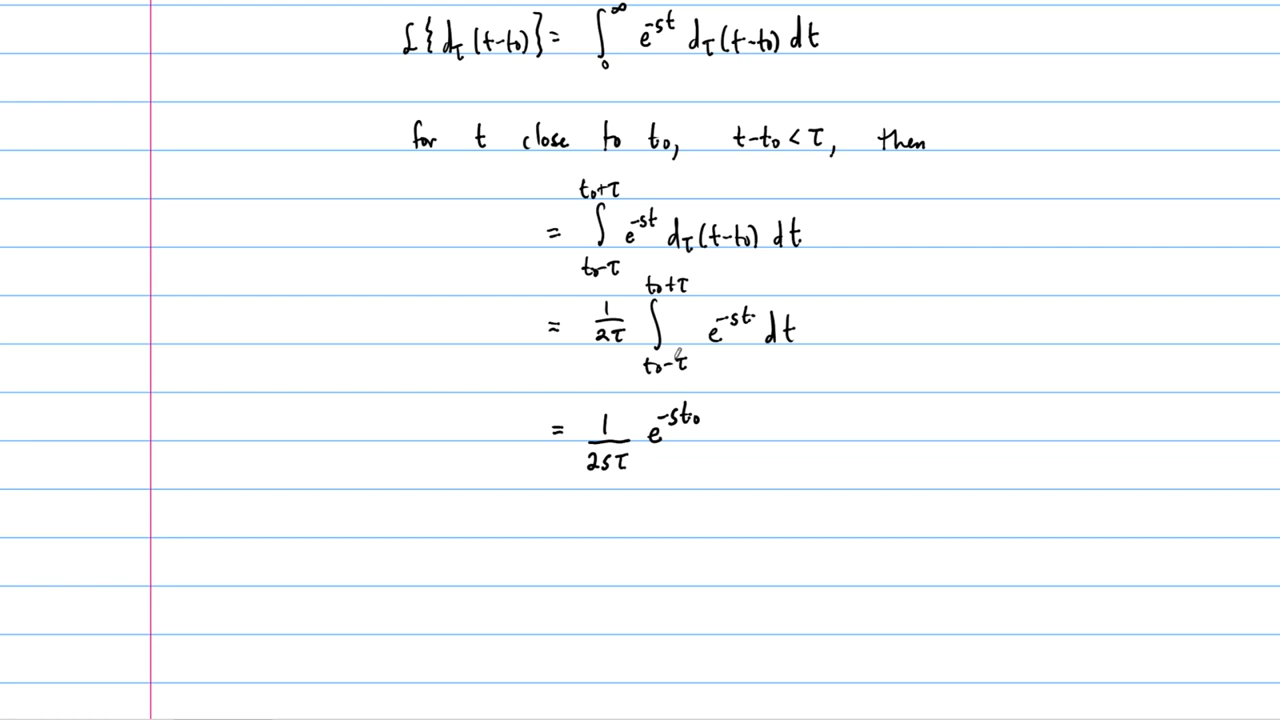 ℒ{d_τ(t-t₀)} = ∫₀^∞ e^{-st} d_τ(t-t₀) dt
for t close to t₀, t-t₀ < τ, then
= ∫_{t₀-τ}^{t₀+τ} e^{-st} d_τ(t-t₀) dt
= 1/(2τ) ∫_{t₀-τ}^{t₀+τ} e^{-st} dt
= 1/(2sτ) e^{-st₀}